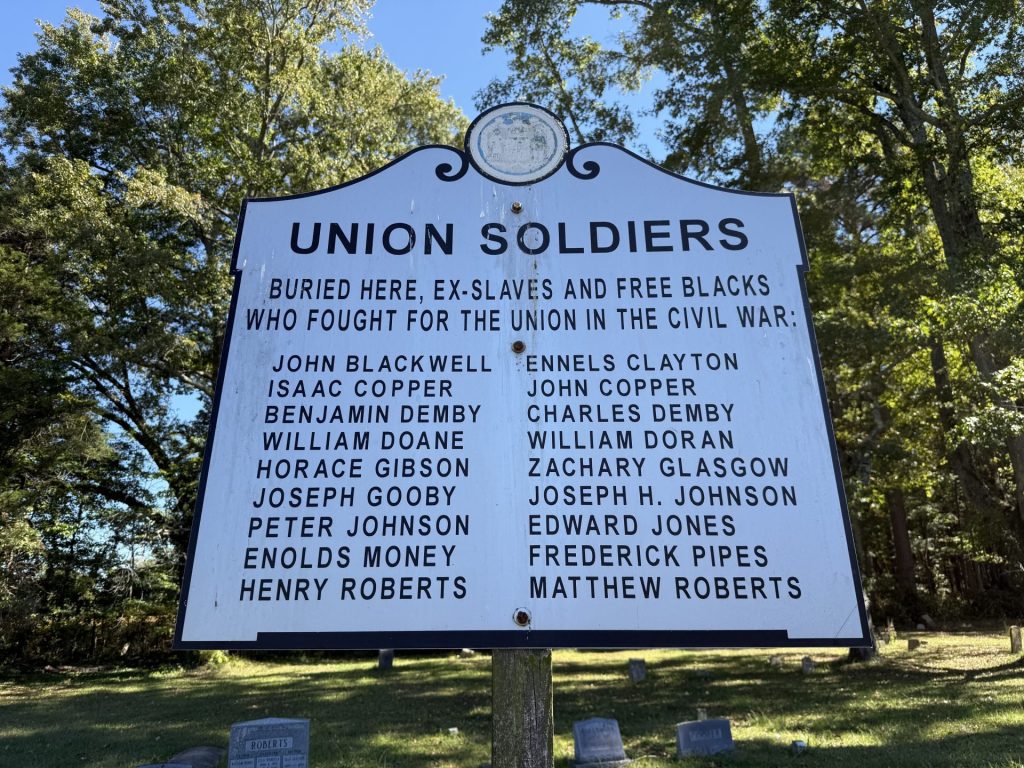 UNION SOLDIERS
BURIED HERE, EX-SLAVES AND FREE BLACKS
WHO FOUGHT FOR THE UNION IN THE CIVIL WAR:
JOHN BLACKWELL ENNELS CLAYTON
ISAAC COPPER JOHN COPPER
BENJAMIN DEMBY CHARLES DEMBY
WILLIAM DOANE WILLIAM DORAN
HORACE GIBSON ZACHARY GLASGOW
JOSEPH GOOBY JOSEPH H. JOHNSON
PETER JOHNSON EDWARD JONES
ENOLDS MONEY FREDERICK PIPES
HENRY ROBERTS MATTHEW ROBERTS
ROBERTS